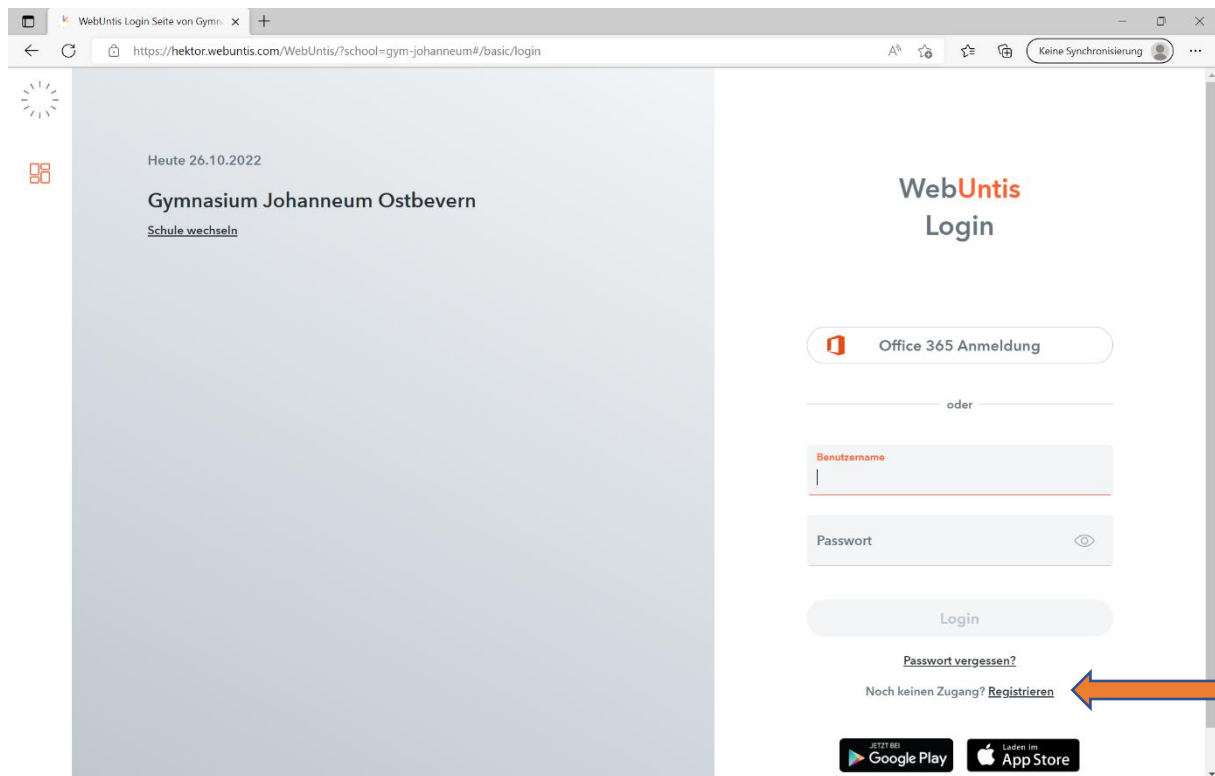 WebUntis Login Seite von Gymn
https://hektor.webuntis.com/WebUntis/?school=gym-johanneum#/basic/login
Keine Synchronisierung
Heute 26.10.2022
Gymnasium Johanneum Ostbevern
Schule wechseln
WebUntis
Login
Office 365 Anmeldung
oder
Benutzername
Passwort
Login
Passwort vergessen?
Noch keinen Zugang? Registrieren
JETZT BEI
Google Play
Laden im
App Store